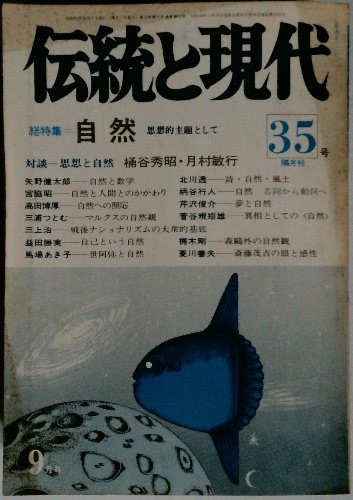 伝統と現代
総特集=自然 思想的主題として
35号
隔月刊
対談―思想と自然 桶谷秀昭・月村敏行
矢野健太郎――自然と数学
宮脇昭――自然と人間とのかかわり
高田博厚――自然への照応
三浦つとむ――マルクスの自然観
三上治――戦後ナショナリズムの大衆的基底
益田勝実――自己という自然
馬場あき子――世阿弥と自然
北川透――詩・自然・風土
柄谷行人――自然 名詞から動詞へ
芹沢俊介――夢と自然
菅谷規矩雄――異相としての〈自然〉
梶木剛――森鷗外の自然観
菱川善夫――斎藤茂吉の眼と感性
9月号